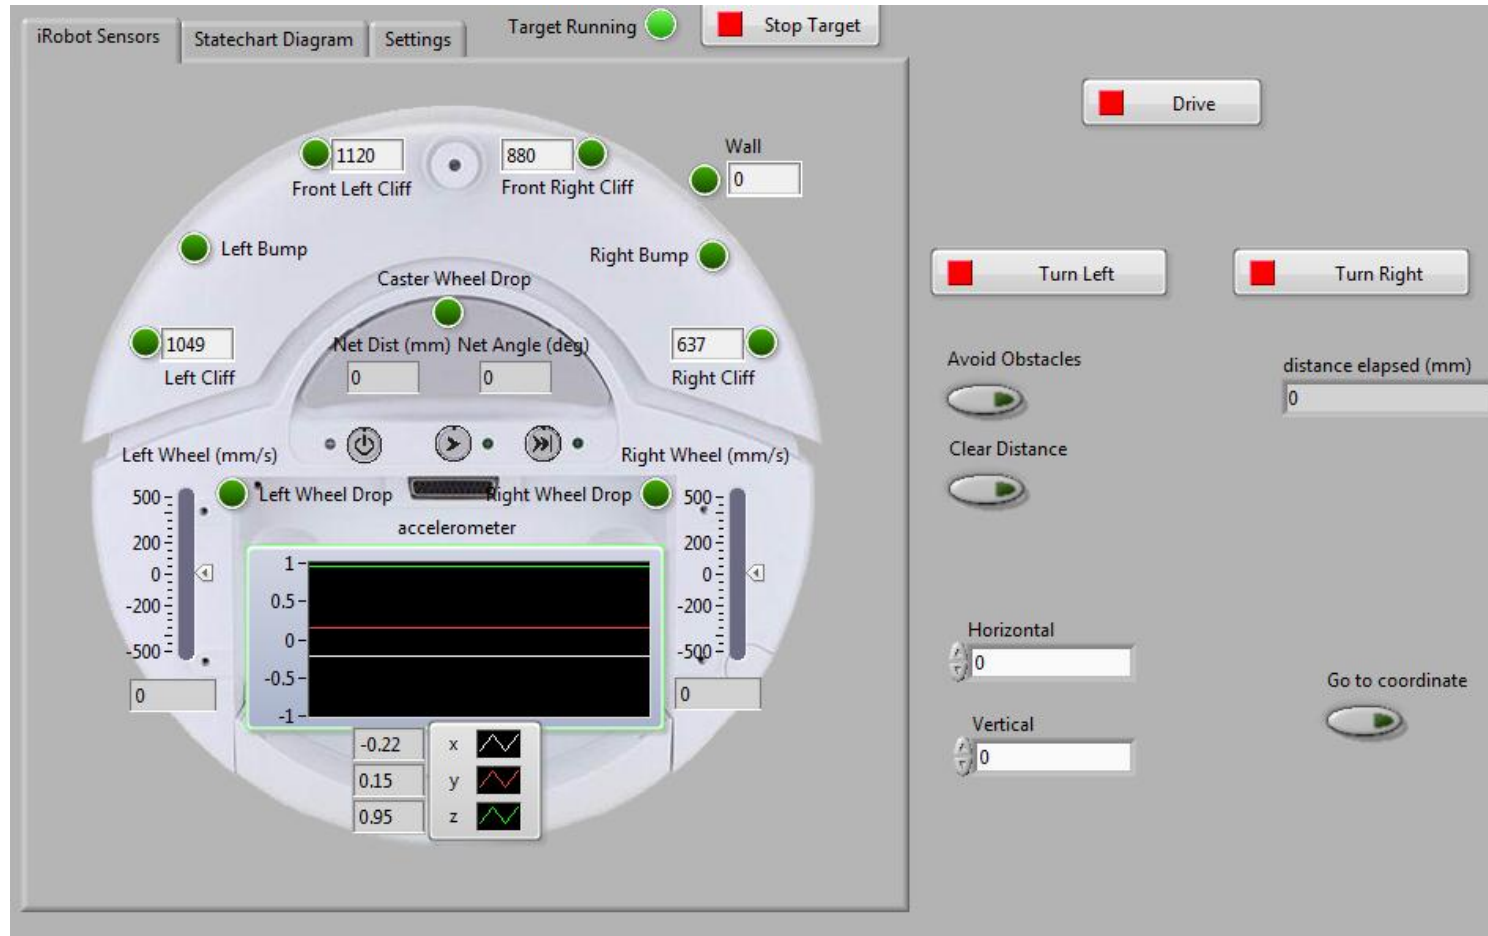 iRobot Sensors
Statechart Diagram
Settings
Target Running
Stop Target
Drive
1120
Front Left Cliff
880
Front Right Cliff
Wall
0
Left Bump
Right Bump
Caster Wheel Drop
Turn Left
Turn Right
1049
Left Cliff
Net Dist (mm) Net Angle (deg)
0
0
637
Right Cliff
Avoid Obstacles
distance elapsed (mm)
0
Clear Distance
Left Wheel (mm/s)
Right Wheel (mm/s)
Left Wheel Drop
Right Wheel Drop
500
200
0
-200
-500
0
accelerometer
1
0.5
0
-0.5
-1
500
200
0
-200
-500
0
-0.22 x
0.15 y
0.95 z
Horizontal
0
Vertical
0
Go to coordinate